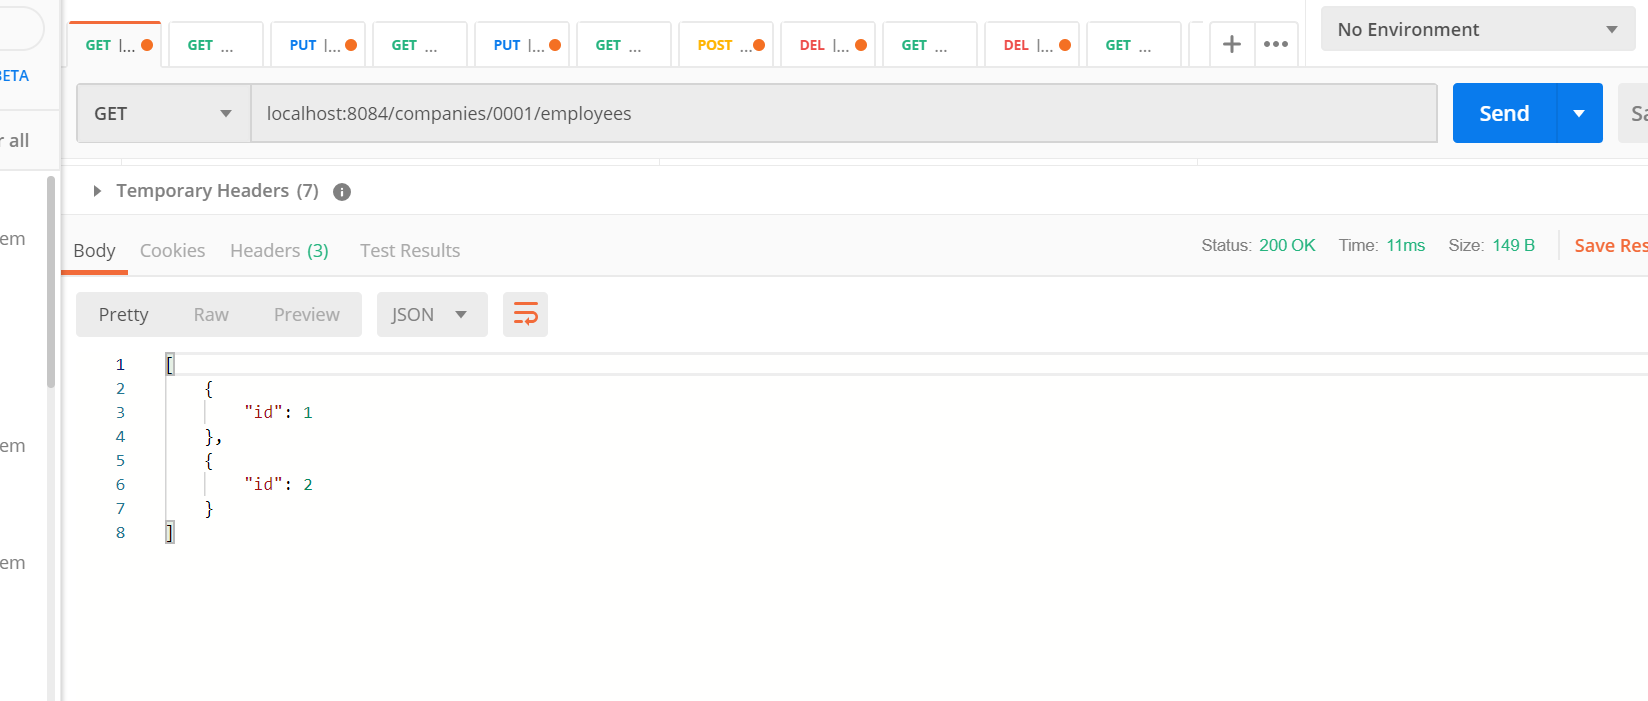 GET |... GET ... PUT |... GET ... PUT |... GET ... POST ... DEL |... GET ... DEL |... GET ... + ••• No Environment
BETA
GET localhost:8084/companies/0001/employees Send Sa
r all
Temporary Headers (7) i
em
Body Cookies Headers (3) Test Results Status: 200 OK Time: 11ms Size: 149 B Save Res
Pretty Raw Preview JSON
1 [
2 {
3 "id": 1
4 },
em
5 {
6 "id": 2
7 }
8 ]
em